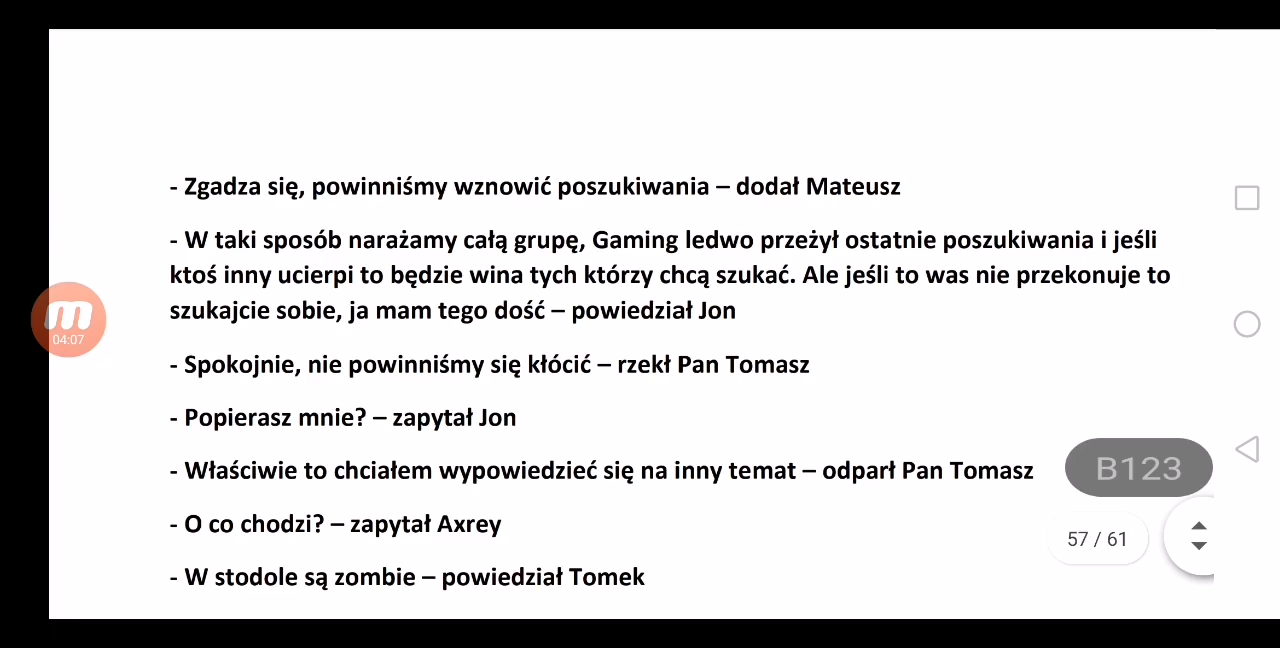 - Zgadza się, powinniśmy wznowić poszukiwania – dodał Mateusz
- W taki sposób narażamy całą grupę, Gaming ledwo przeżył ostatnie poszukiwania i jeśli
ktoś inny ucierpi to będzie wina tych którzy chcą szukać. Ale jeśli to was nie przekonuje to
szukajcie sobie, ja mam tego dość – powiedział Jon
- Spokojnie, nie powinniśmy się kłócić – rzekł Pan Tomasz
- Popierasz mnie? – zapytał Jon
- Właściwie to chciałem wypowiedzieć się na inny temat – odparł Pan Tomasz
- O co chodzi? – zapytał Axrey
- W stodole są zombie – powiedział Tomek
m
04:07
B123
57 / 61